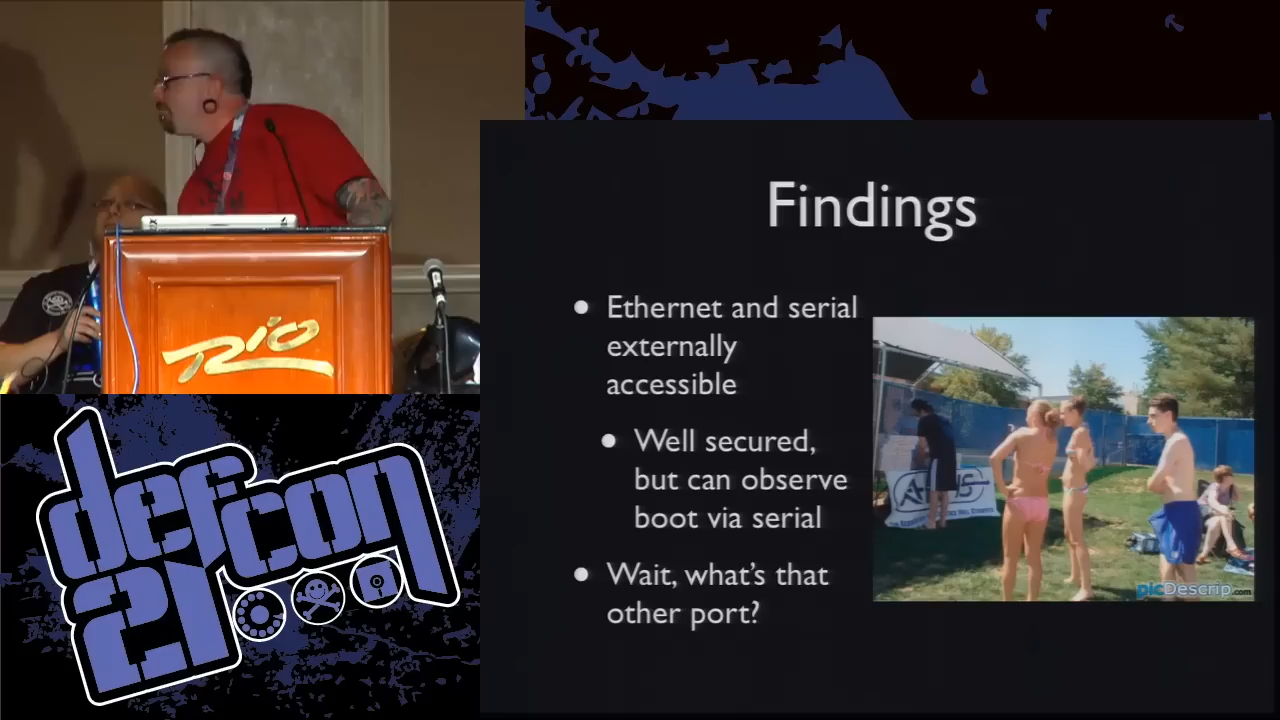 Findings
Ethernet and serial
externally
accessible
Well secured,
but can observe
boot via serial
Wait, what's that
other port?
picDescrip.com
Rio
defcon
21